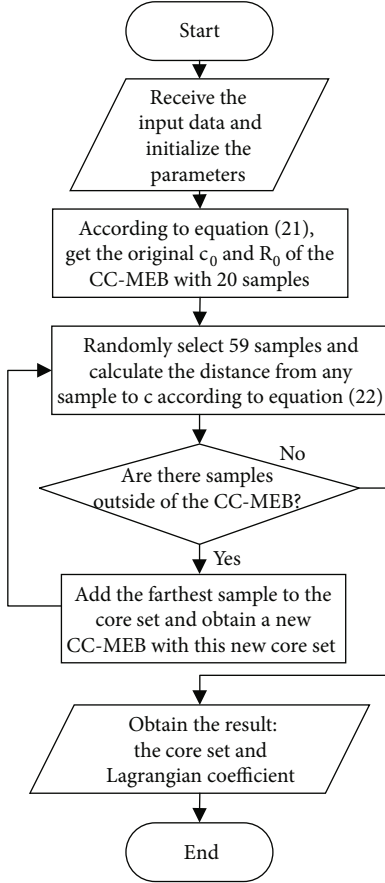 Start
Receive the
input data and
initialize the
parameters
According to equation (21),
get the original c₀ and R₀ of the
CC-MEB with 20 samples
Randomly select 59 samples and
calculate the distance from any
sample to c according to equation (22)
No
Are there samples
outside of the CC-MEB?
Yes
Add the farthest sample to the
core set and obtain a new
CC-MEB with this new core set
Obtain the result:
the core set and
Lagrangian coefficient
End